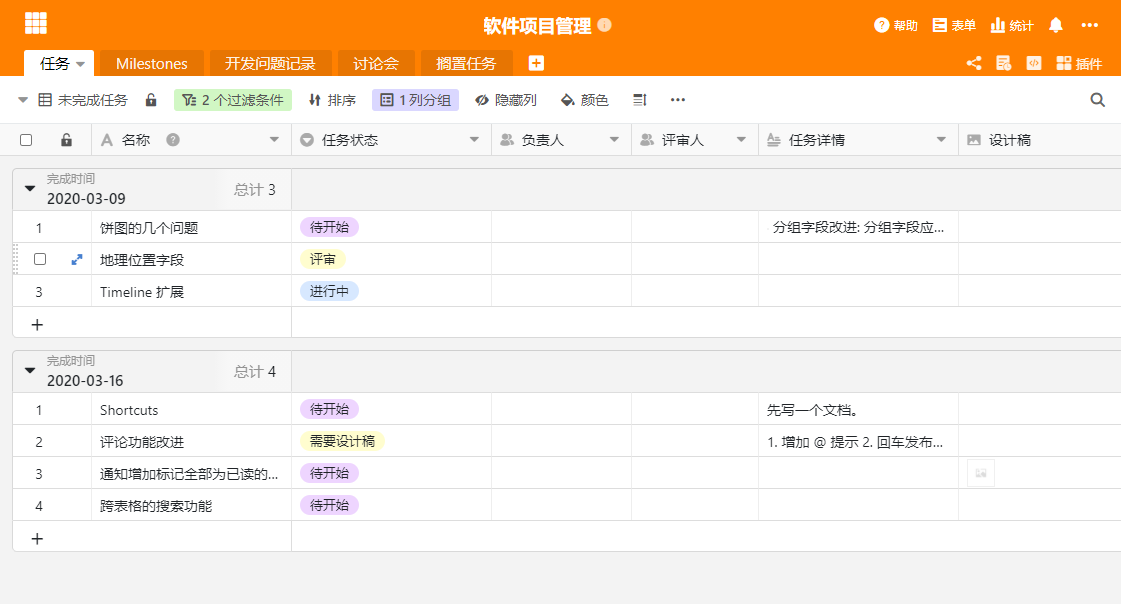 软件项目管理
帮助 表单 统计
任务 Milestones 开发问题记录 讨论会 搁置任务 插件
未完成任务 2 个过滤条件 排序 1 列分组 隐藏列 颜色
名称 任务状态 负责人 评审人 任务详情 设计稿
完成时间
2020-03-09 总计 3
1 饼图的几个问题 待开始 分组字段改进: 分组字段应...
地理位置字段 评审
3 Timeline 扩展 进行中
完成时间
2020-03-16 总计 4
1 Shortcuts 待开始 先写一个文档。
2 评论功能改进 需要设计稿 1. 增加 @ 提示 2. 回车发布...
3 通知增加标记全部为已读的... 待开始
4 跨表格的搜索功能 待开始